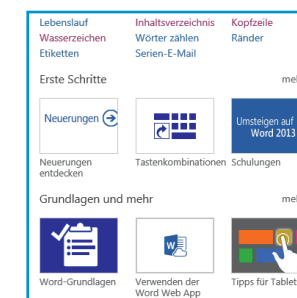 Lebenslauf Inhaltsverzeichnis Kopfzeile
Wasserzeichen Wörter zählen Ränder
Etiketten Serien-E-Mail
Erste Schritte
Neuerungen
Umsteigen auf
Word 2013
Neuerungen
entdecken
Tastenkombinationen
Schulungen
Grundlagen und mehr
Word-Grundlagen
Verwenden der
Word Web App
Tipps für